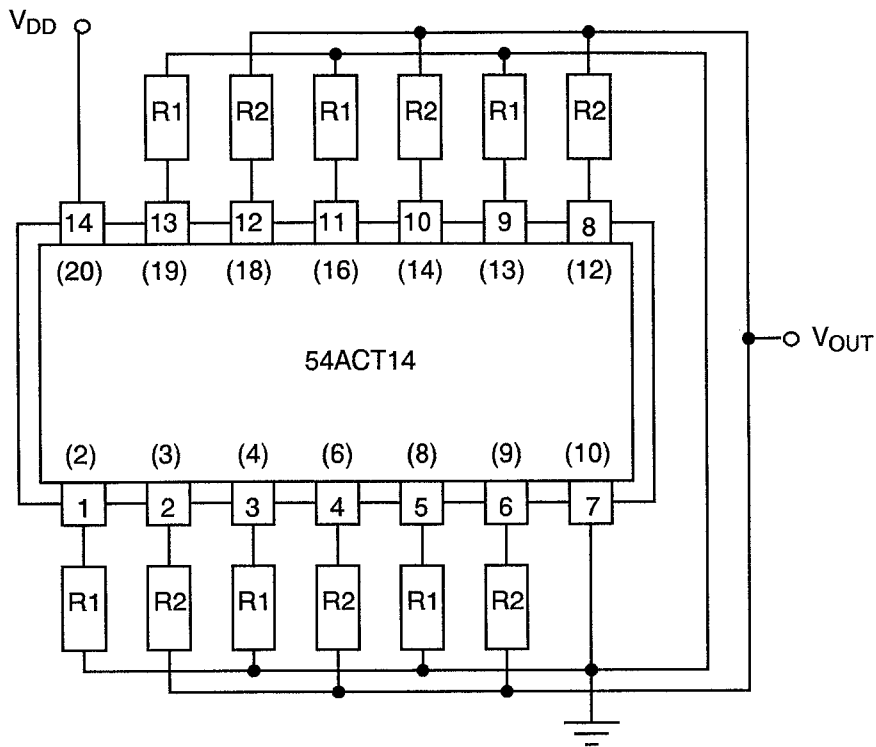 VDD
R1 R2 R1 R2 R1 R2
14 13 12 11 10 9 8
(20) (19) (18) (16) (14) (13) (12)
VOUT
54ACT14
(2) (3) (4) (6) (8) (9) (10)
1 2 3 4 5 6 7
R1 R2 R1 R2 R1 R2